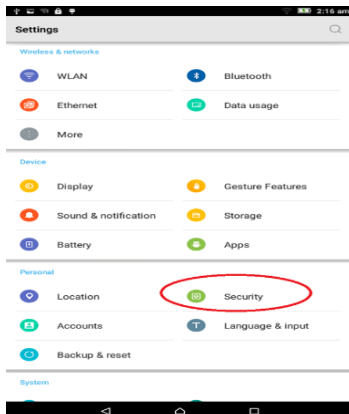 2:16 am
Settings
Wireless & networks
WLAN Bluetooth
Ethernet Data usage
More
Device
Display Gesture Features
Sound & notification Storage
Battery Apps
Personal
Location Security
Accounts Language & input
Backup & reset
System